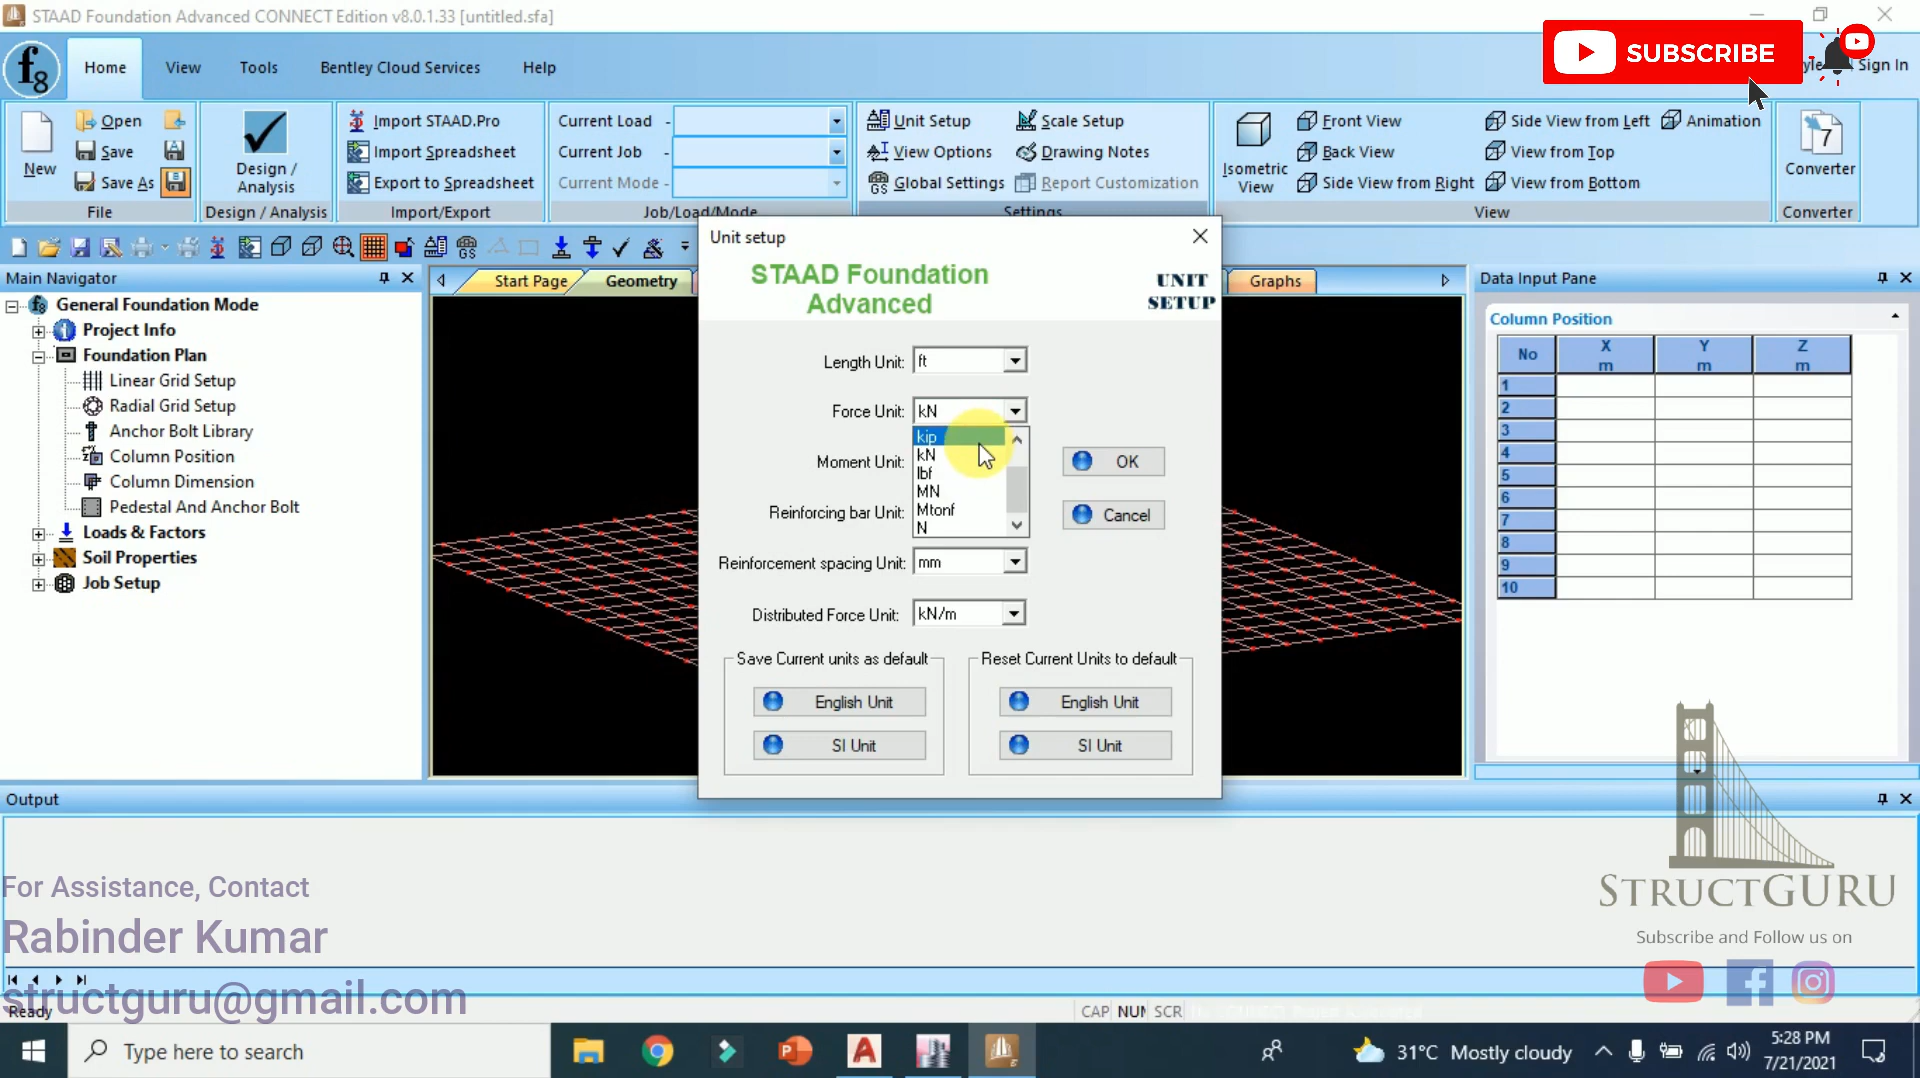 STAAD Foundation Advanced CONNECT Edition v8.0.1.33 [untitled.sfa]
SUBSCRIBE
f8 Home View Tools Bentley Cloud Services Help
Sign In
New
Open
Save
Save As
File
Design /
Analysis
Design / Analysis
Import STAAD.Pro
Import Spreadsheet
Export to Spreadsheet
Import/Export
Current Load -
Current Job -
Current Mode -
Job/Load/Mode
Unit Setup
View Options
Global Settings
Scale Setup
Drawing Notes
Report Customization
Settings
Isometric
View
Front View
Back View
Side View from Right
Side View from Left
View from Top
View from Bottom
Animation
View
7
Converter
Converter
GS
Main Navigator
General Foundation Mode
Project Info
Foundation Plan
Linear Grid Setup
Radial Grid Setup
Anchor Bolt Library
Column Position
Column Dimension
Pedestal And Anchor Bolt
Loads & Factors
Soil Properties
Job Setup
Start Page Geometry Graphs
Unit setup
STAAD Foundation
Advanced
UNIT
SETUP
Length Unit: ft
Force Unit: kN
kip
kN
lbf
MN
Mtonf
N
Moment Unit:
Reinforcing bar Unit:
Reinforcement spacing Unit: mm
Distributed Force Unit: kN/m
OK
Cancel
Save Current units as default
English Unit
SI Unit
Reset Current Units to default
English Unit
SI Unit
Data Input Pane
Column Position
No X m Y m Z m
1
2
3
4
5
6
7
8
9
10
Output
For Assistance, Contact
Rabinder Kumar
structguru@gmail.com
STRUCTGURU
Subscribe and Follow us on
Ready
CAP NUM SCR
Type here to search
31°C Mostly cloudy
5:28 PM
7/21/2021